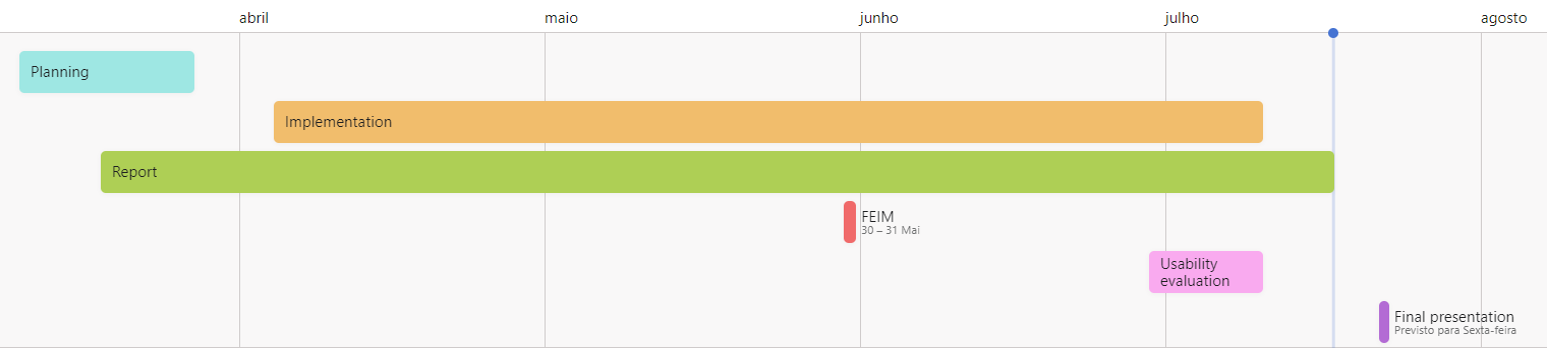 abril maio junho julho agosto
Planning
Implementation
Report
FEIM
30 – 31 Mai
Usability
evaluation
Final presentation
Previsto para Sexta-feira